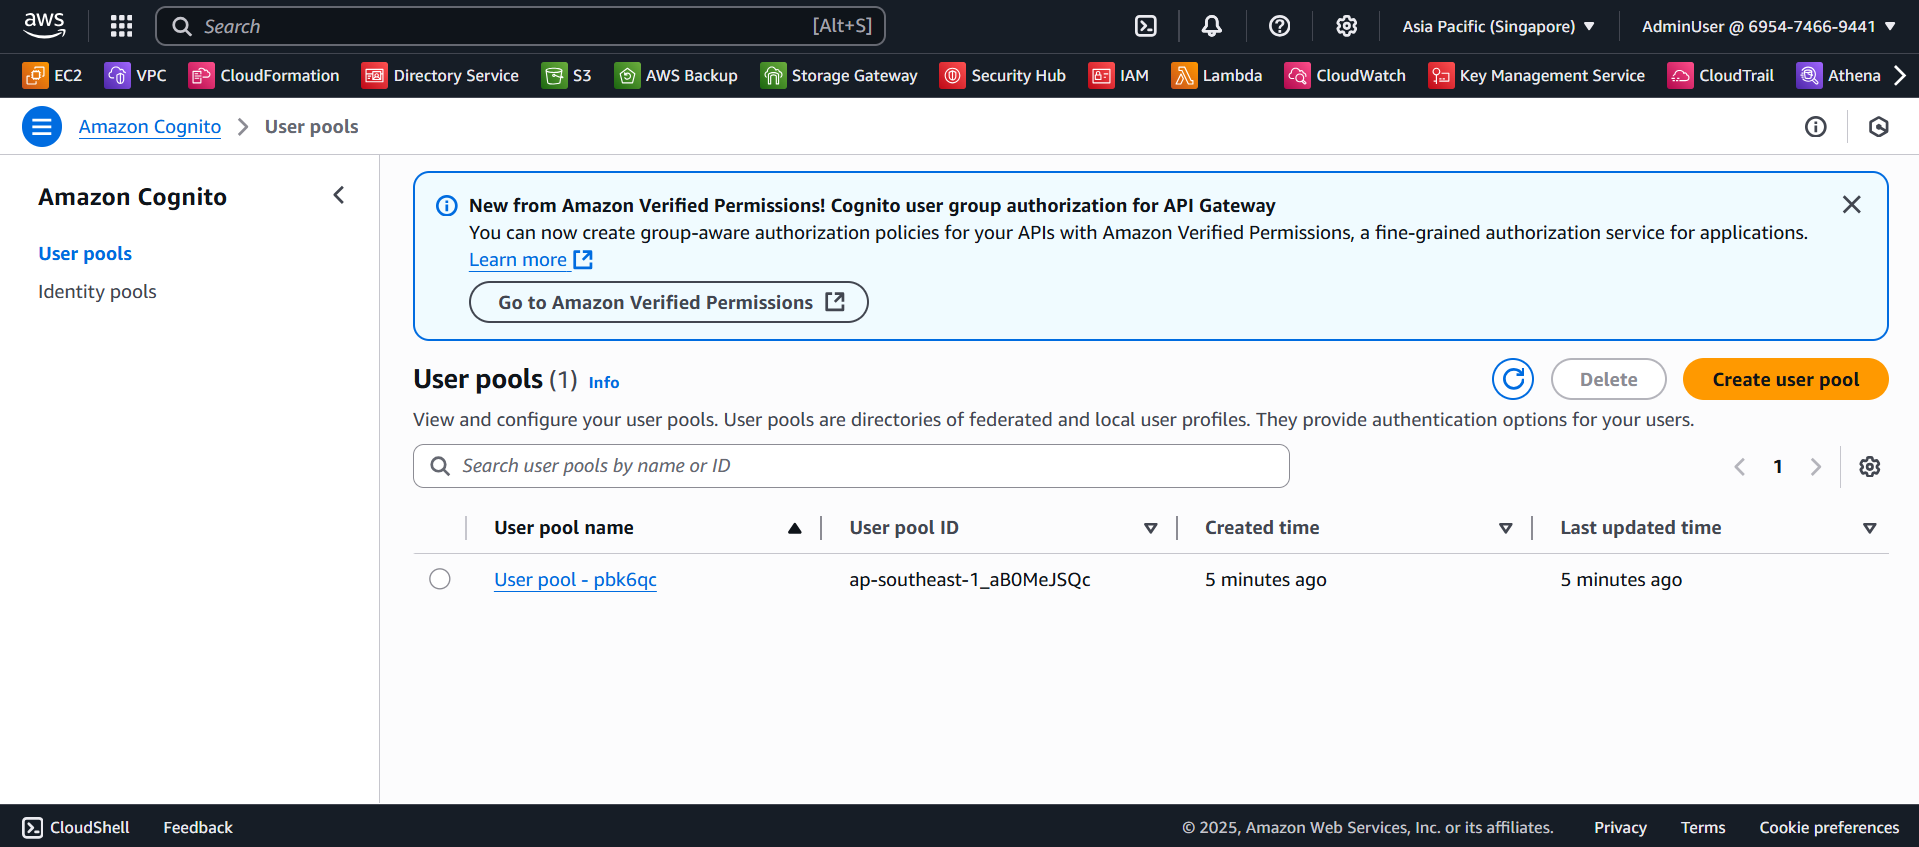 aws
Search [Alt+S]
Asia Pacific (Singapore)
AdminUser @ 6954-7466-9441
EC2 VPC CloudFormation Directory Service S3 AWS Backup Storage Gateway Security Hub IAM Lambda CloudWatch Key Management Service CloudTrail Athena
Amazon Cognito User pools
Amazon Cognito
User pools
Identity pools
New from Amazon Verified Permissions! Cognito user group authorization for API Gateway
You can now create group-aware authorization policies for your APIs with Amazon Verified Permissions, a fine-grained authorization service for applications.
Learn more
Go to Amazon Verified Permissions
User pools (1) Info
Delete
Create user pool
View and configure your user pools. User pools are directories of federated and local user profiles. They provide authentication options for your users.
Search user pools by name or ID
1
User pool name User pool ID Created time Last updated time
User pool - pbk6qc ap-southeast-1_aB0MeJSQc 5 minutes ago 5 minutes ago
CloudShell Feedback © 2025, Amazon Web Services, Inc. or its affiliates. Privacy Terms Cookie preferences